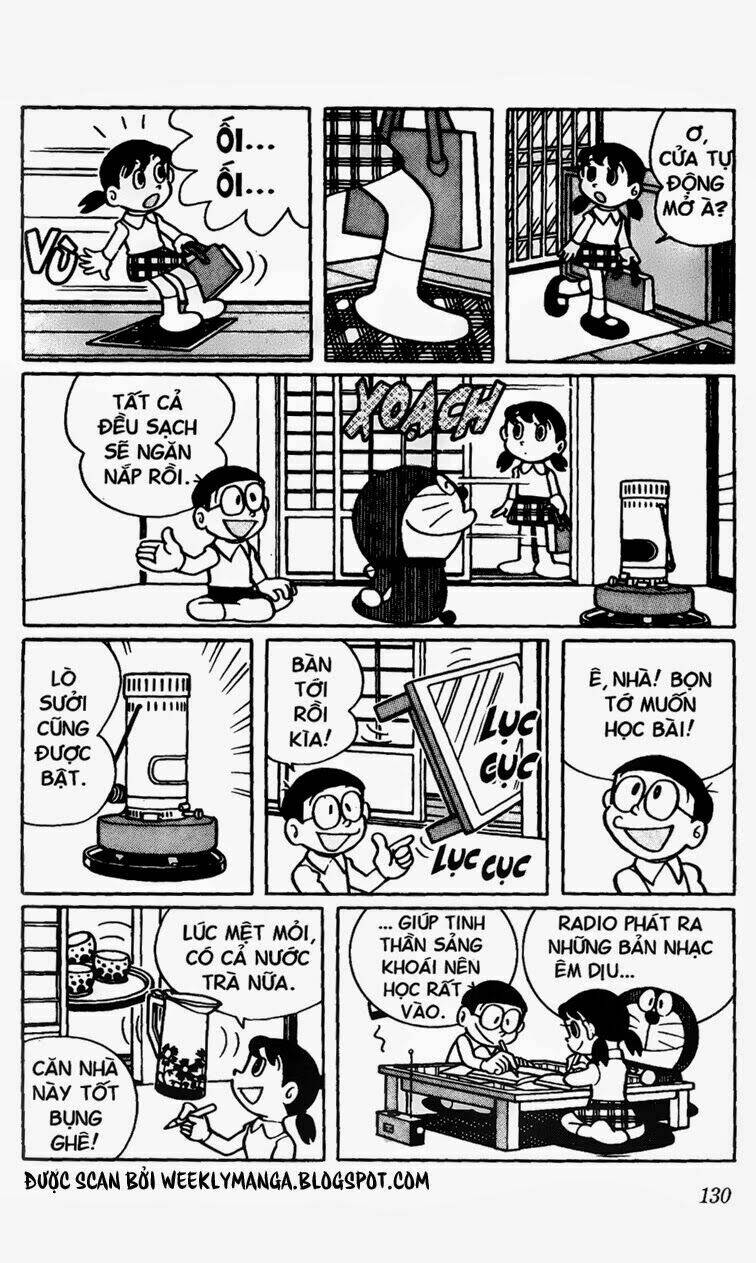 ỐI...
ỐI...
VÙ
Ơ,
CỬA TỰ
ĐỘNG
MỞ À?
TẤT CẢ
ĐỀU SẠCH
SẼ NGĂN
NẮP RỒI.
XOẠCH
LÒ
SƯỞI
CŨNG
ĐƯỢC
BẬT.
BÀN
TỚI
RỒI
KÌA!
LỤC
CỤC
LỤC CỤC
Ê, NHÀ! BỌN
TỚ MUỐN
HỌC BÀI!
LÚC MỆT MỎI,
CÓ CẢ NƯỚC
TRÀ NỮA.
CĂN NHÀ
NÀY TỐT
BỤNG
GHÊ!
RADIO PHÁT RA
NHỮNG BẢN NHẠC
ÊM DỊU...
... GIÚP TINH
THẦN SẢNG
KHOÁI NÊN
HỌC RẤT
VÀO.
ĐƯỢC SCAN BỞI WEEKLYMANGA.BLOGSPOT.COM
130